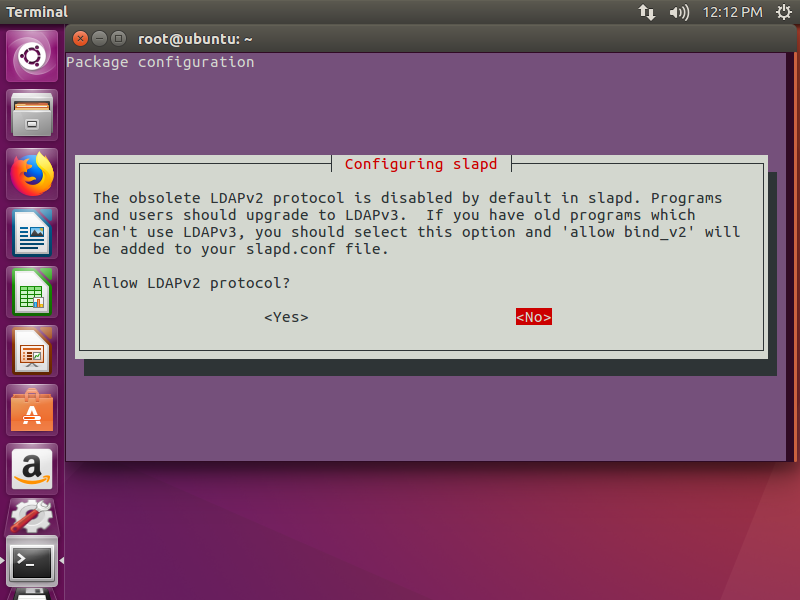 Terminal
12:12 PM
root@ubuntu: ~
Package configuration
Configuring slapd
The obsolete LDAPv2 protocol is disabled by default in slapd. Programs
and users should upgrade to LDAPv3.  If you have old programs which
can't use LDAPv3, you should select this option and 'allow bind_v2' will
be added to your slapd.conf file.
Allow LDAPv2 protocol?
<Yes>
<No>